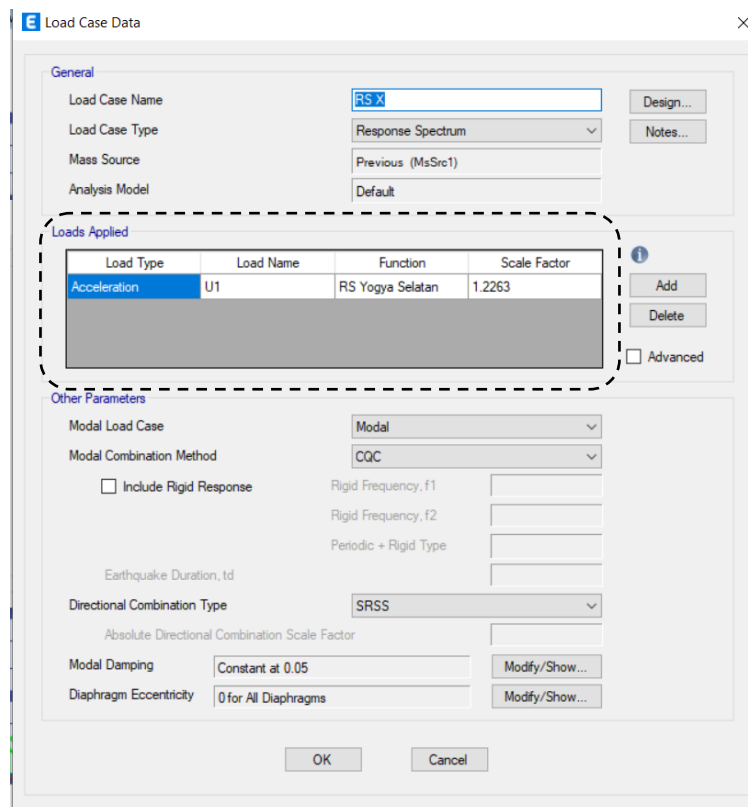 E Load Case Data
General
Load Case Name RS X Design...
Load Case Type Response Spectrum Notes...
Mass Source Previous (MsSrc1)
Analysis Model Default
Loads Applied
Load Type Load Name Function Scale Factor
Acceleration U1 RS Yogya Selatan 1.2263
i
Add
Delete
Advanced
Other Parameters
Modal Load Case Modal
Modal Combination Method CQC
Include Rigid Response Rigid Frequency, f1
Rigid Frequency, f2
Periodic + Rigid Type
Earthquake Duration, td
Directional Combination Type SRSS
Absolute Directional Combination Scale Factor
Modal Damping Constant at 0.05 Modify/Show...
Diaphragm Eccentricity 0 for All Diaphragms Modify/Show...
OK Cancel